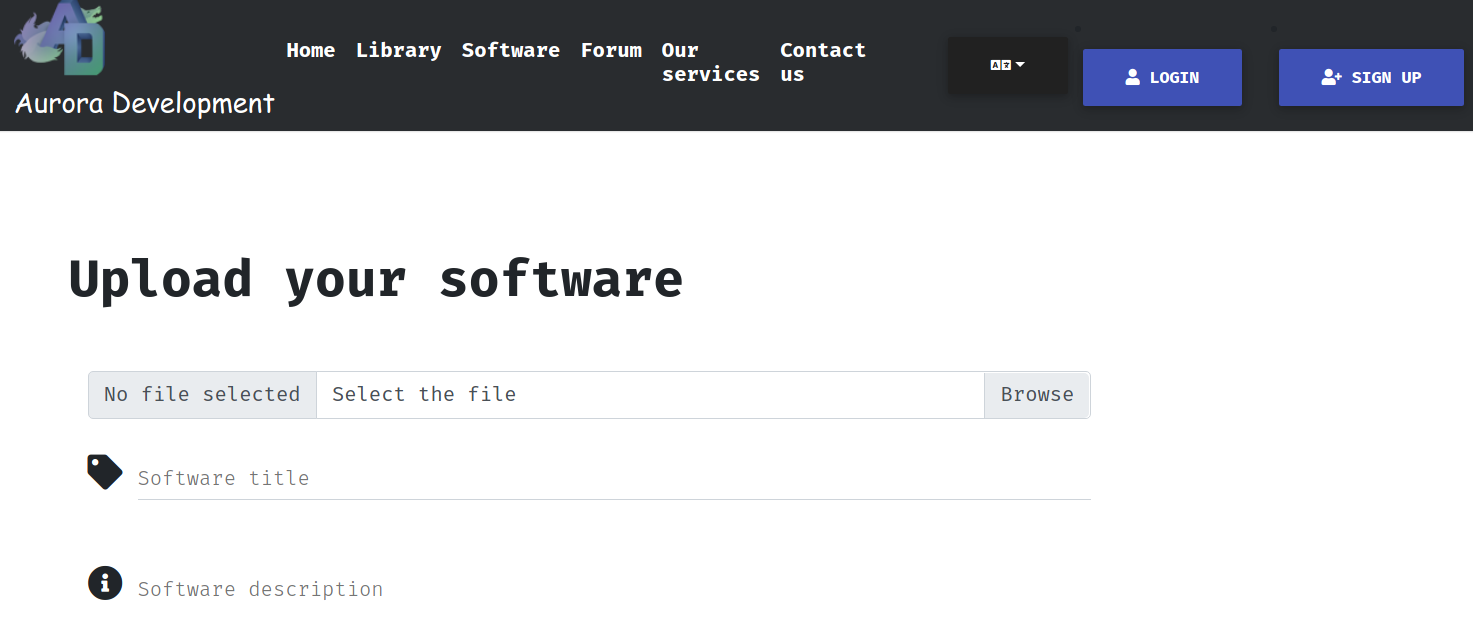 AD
Aurora Development
Home Library Software Forum Our services Contact us
A
LOGIN
SIGN UP
Upload your software
No file selected Select the file Browse
Software title
Software description